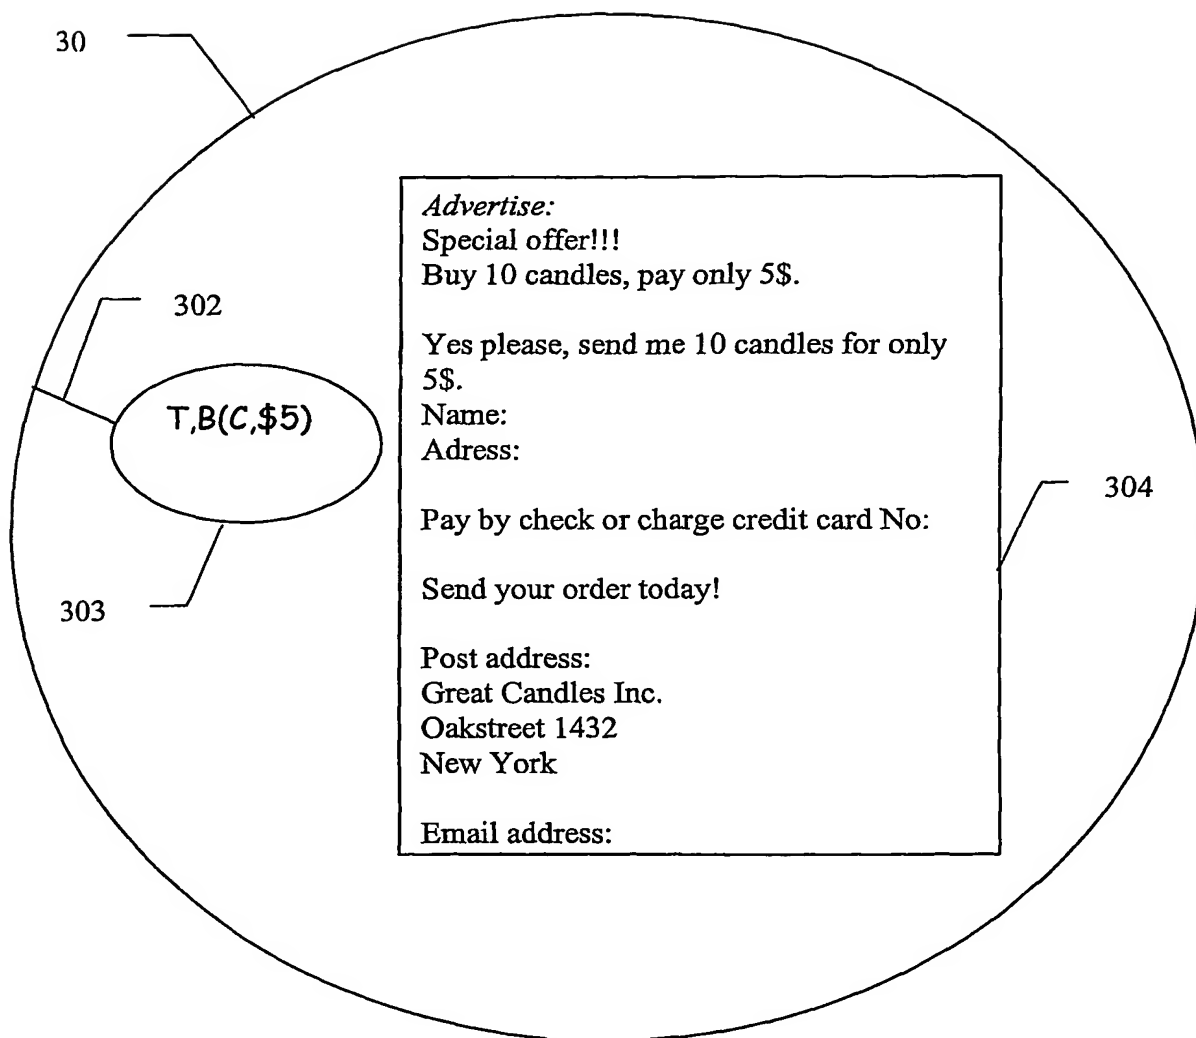 30
302
T,B(C,$5)
303
Advertise:
Special offer!!!
Buy 10 candles, pay only 5$.
Yes please, send me 10 candles for only
5$.
Name:
Adress:
Pay by check or charge credit card No:
Send your order today!
Post address:
Great Candles Inc.
Oakstreet 1432
New York
Email address:
304